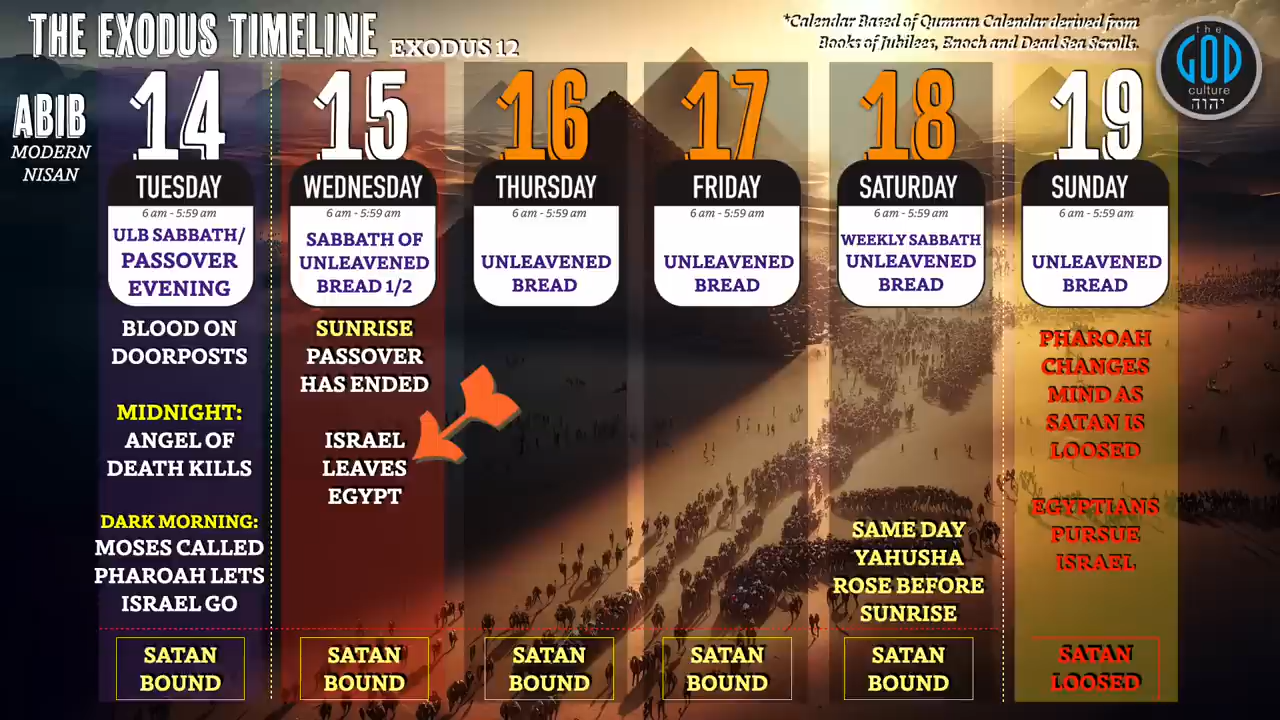 THE EXODUS TIMELINE EXODUS 12
*Calendar Based of Qumran Calendar derived from
Books of Jubilees, Enoch and Dead Sea Scrolls.
the
GOD
culture
יהוה
ABIB
MODERN
NISAN
14
TUESDAY
6 am - 5:59 am
ULB SABBATH/
PASSOVER
EVENING
BLOOD ON
DOORPOSTS
MIDNIGHT:
ANGEL OF
DEATH KILLS
DARK MORNING:
MOSES CALLED
PHAROAH LETS
ISRAEL GO
SATAN
BOUND
15
WEDNESDAY
6 am - 5:59 am
SABBATH OF
UNLEAVENED
BREAD 1/2
SUNRISE
PASSOVER
HAS ENDED
ISRAEL
LEAVES
EGYPT
SATAN
BOUND
16
THURSDAY
6 am - 5:59 am
UNLEAVENED
BREAD
SATAN
BOUND
17
FRIDAY
6 am - 5:59 am
UNLEAVENED
BREAD
SATAN
BOUND
18
SATURDAY
6 am - 5:59 am
WEEKLY SABBATH
UNLEAVENED
BREAD
SAME DAY
YAHUSHA
ROSE BEFORE
SUNRISE
SATAN
BOUND
19
SUNDAY
6 am - 5:59 am
UNLEAVENED
BREAD
PHAROAH
CHANGES
MIND AS
SATAN IS
LOOSED
EGYPTIANS
PURSUE
ISRAEL
SATAN
LOOSED